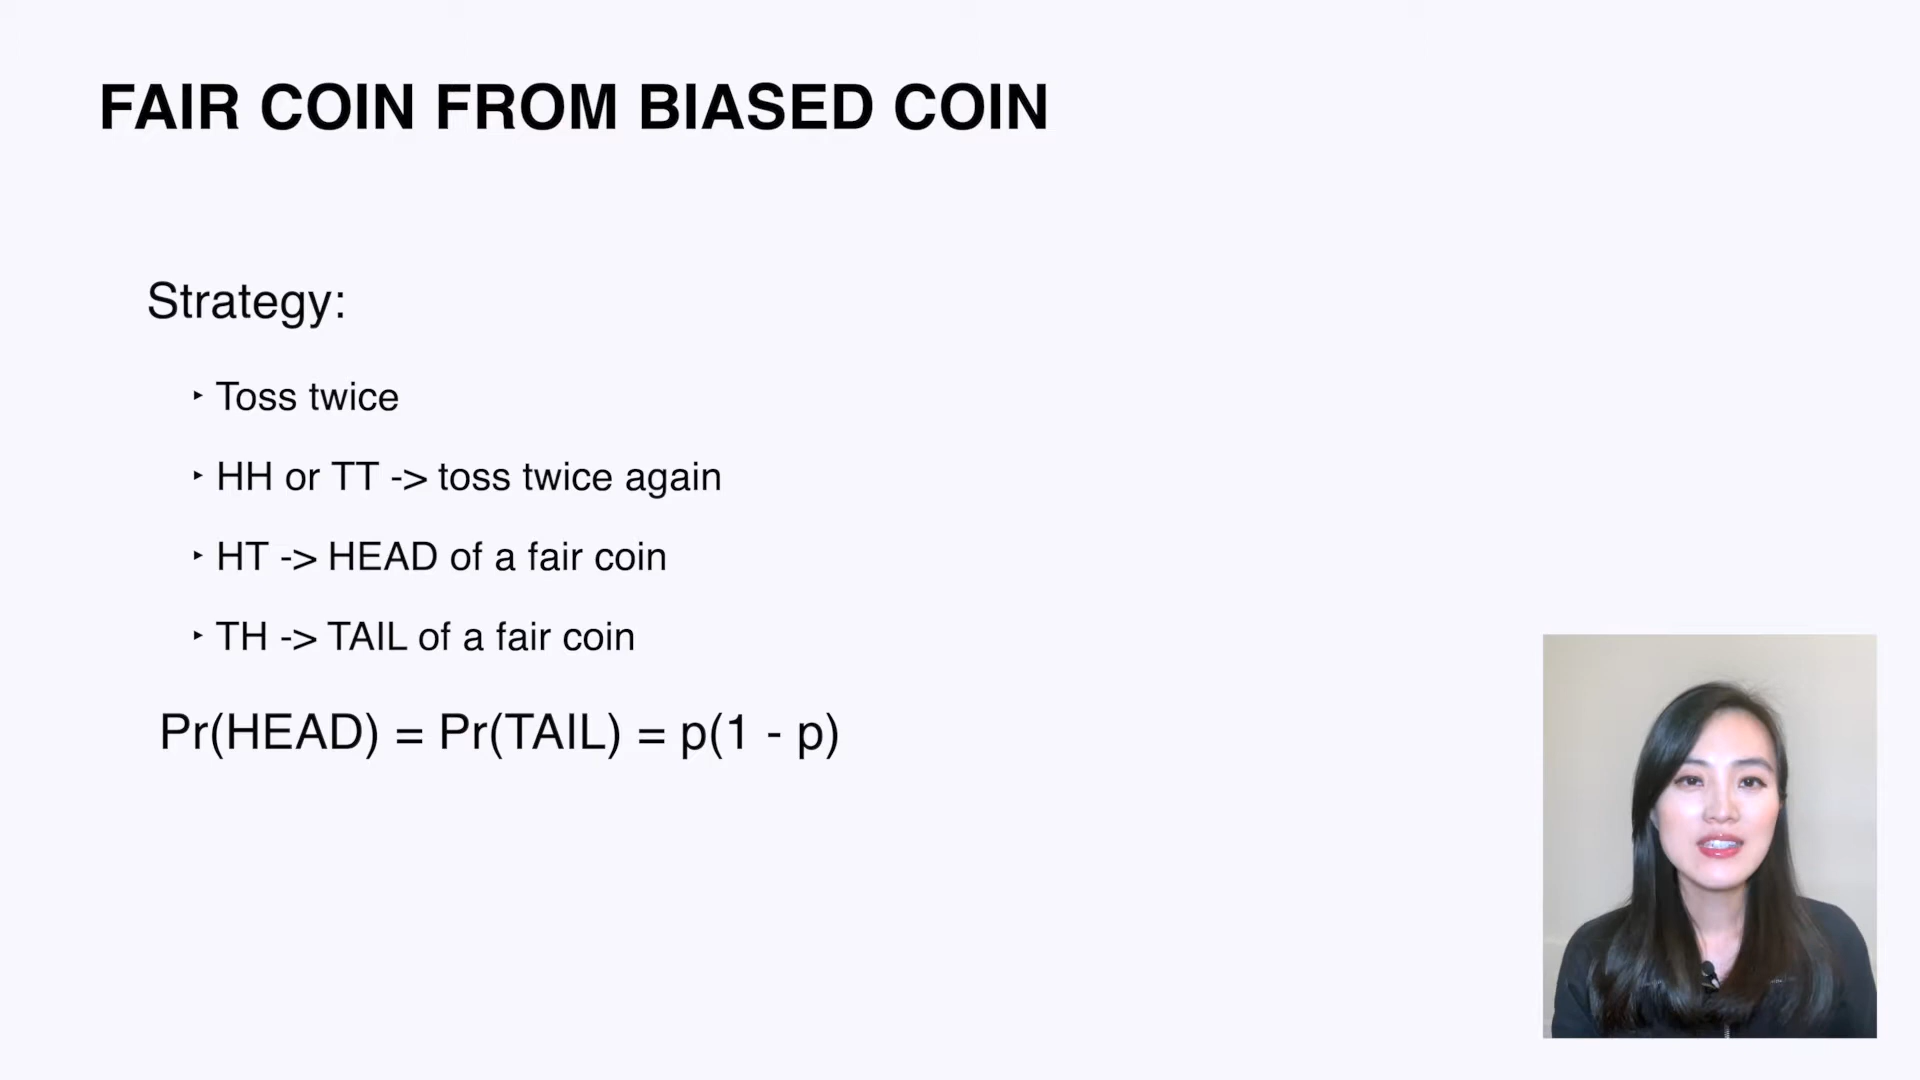 FAIR COIN FROM BIASED COIN
Strategy:
‣ Toss twice
‣ HH or TT -> toss twice again
‣ HT -> HEAD of a fair coin
‣ TH -> TAIL of a fair coin
Pr(HEAD) = Pr(TAIL) = p(1 - p)